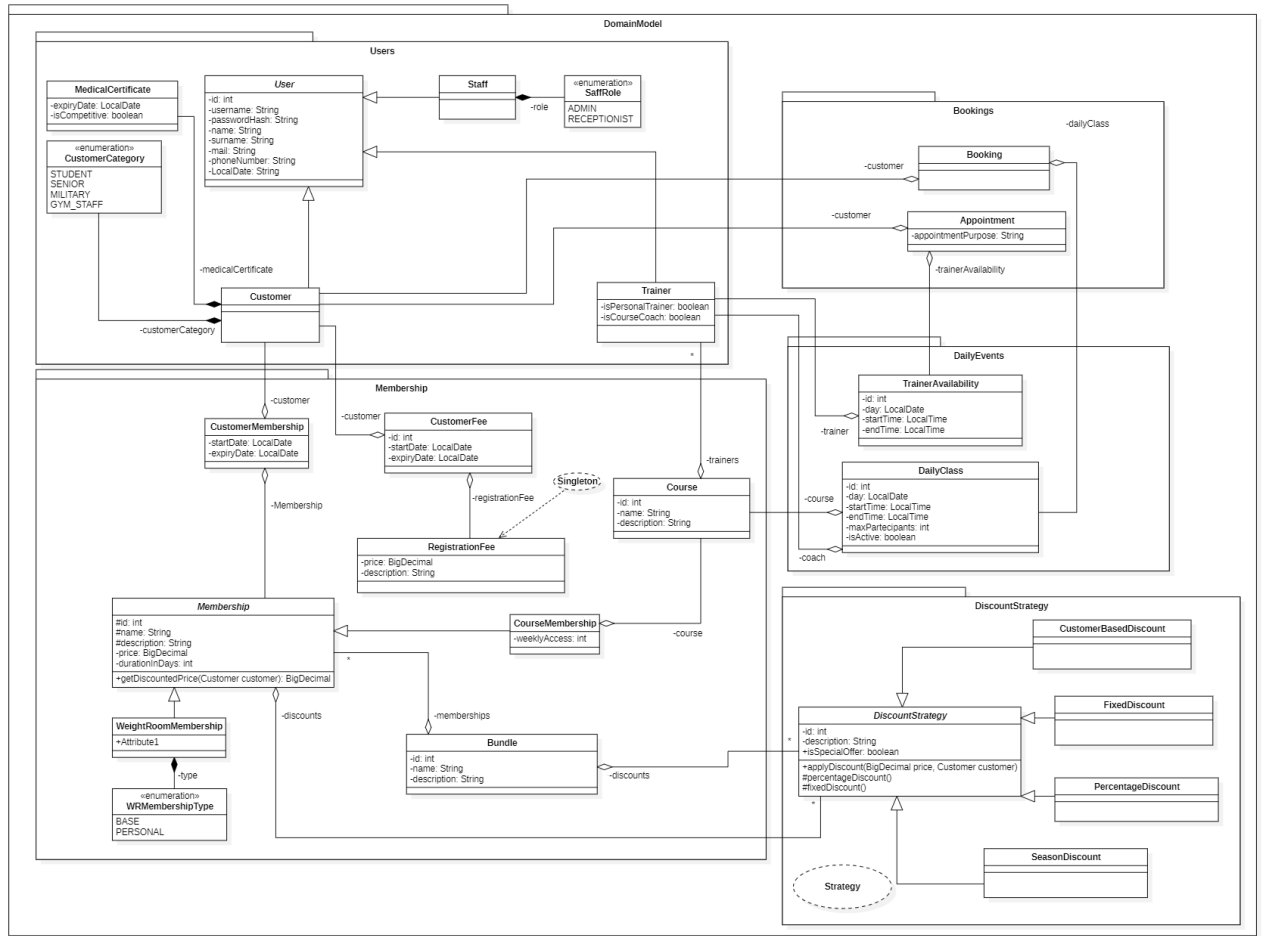 DomainModel
Users
MedicalCertificate
-expiryDate: LocalDate
-isCompetitive: boolean
«enumeration»
CustomerCategory
STUDENT
SENIOR
MILITARY
GYM_STAFF
User
-id: int
-username: String
-passwordHash: String
-name: String
-surname: String
-mail: String
-phoneNumber: String
-LocalDate: String
Staff
-role
«enumeration»
SaffRole
ADMIN
RECEPTIONIST
-medicalCertificate
Customer
-customerCategory
Trainer
-isPersonalTrainer: boolean
-isCourseCoach: boolean
*
Bookings
-dailyClass
Booking
-customer
Appointment
-appointmentPurpose: String
-customer
-trainerAvailability
DailyEvents
TrainerAvailability
-id: int
-day: LocalDate
-startTime: LocalTime
-endTime: LocalTime
-trainer
DailyClass
-id: int
-day: LocalDate
-startTime: LocalTime
-endTime: LocalTime
-maxPartecipants: int
-isActive: boolean
-course
-coach
Membership
-customer
CustomerMembership
-startDate: LocalDate
-expiryDate: LocalDate
-Membership
-customer
CustomerFee
-id: int
-startDate: LocalDate
-expiryDate: LocalDate
-registrationFee
Singleton
RegistrationFee
-price: BigDecimal
-description: String
-trainers
Course
-id: int
-name: String
-description: String
Membership
#id: int
#name: String
#description: String
-price: BigDecimal
-durationInDays: int
+getDiscountedPrice(Customer customer): BigDecimal
*
CourseMembership
-weeklyAccess: int
-course
-discounts
-memberships
WeightRoomMembership
+Attribute1
-type
«enumeration»
WRMembershipType
BASE
PERSONAL
Bundle
-id: int
-name: String
-description: String
-discounts
DiscountStrategy
CustomerBasedDiscount
FixedDiscount
DiscountStrategy
-id: int
-description: String
+isSpecialOffer: boolean
+applyDiscount(BigDecimal price, Customer customer)
#percentageDiscount()
#fixedDiscount()
*
*
PercentageDiscount
SeasonDiscount
Strategy